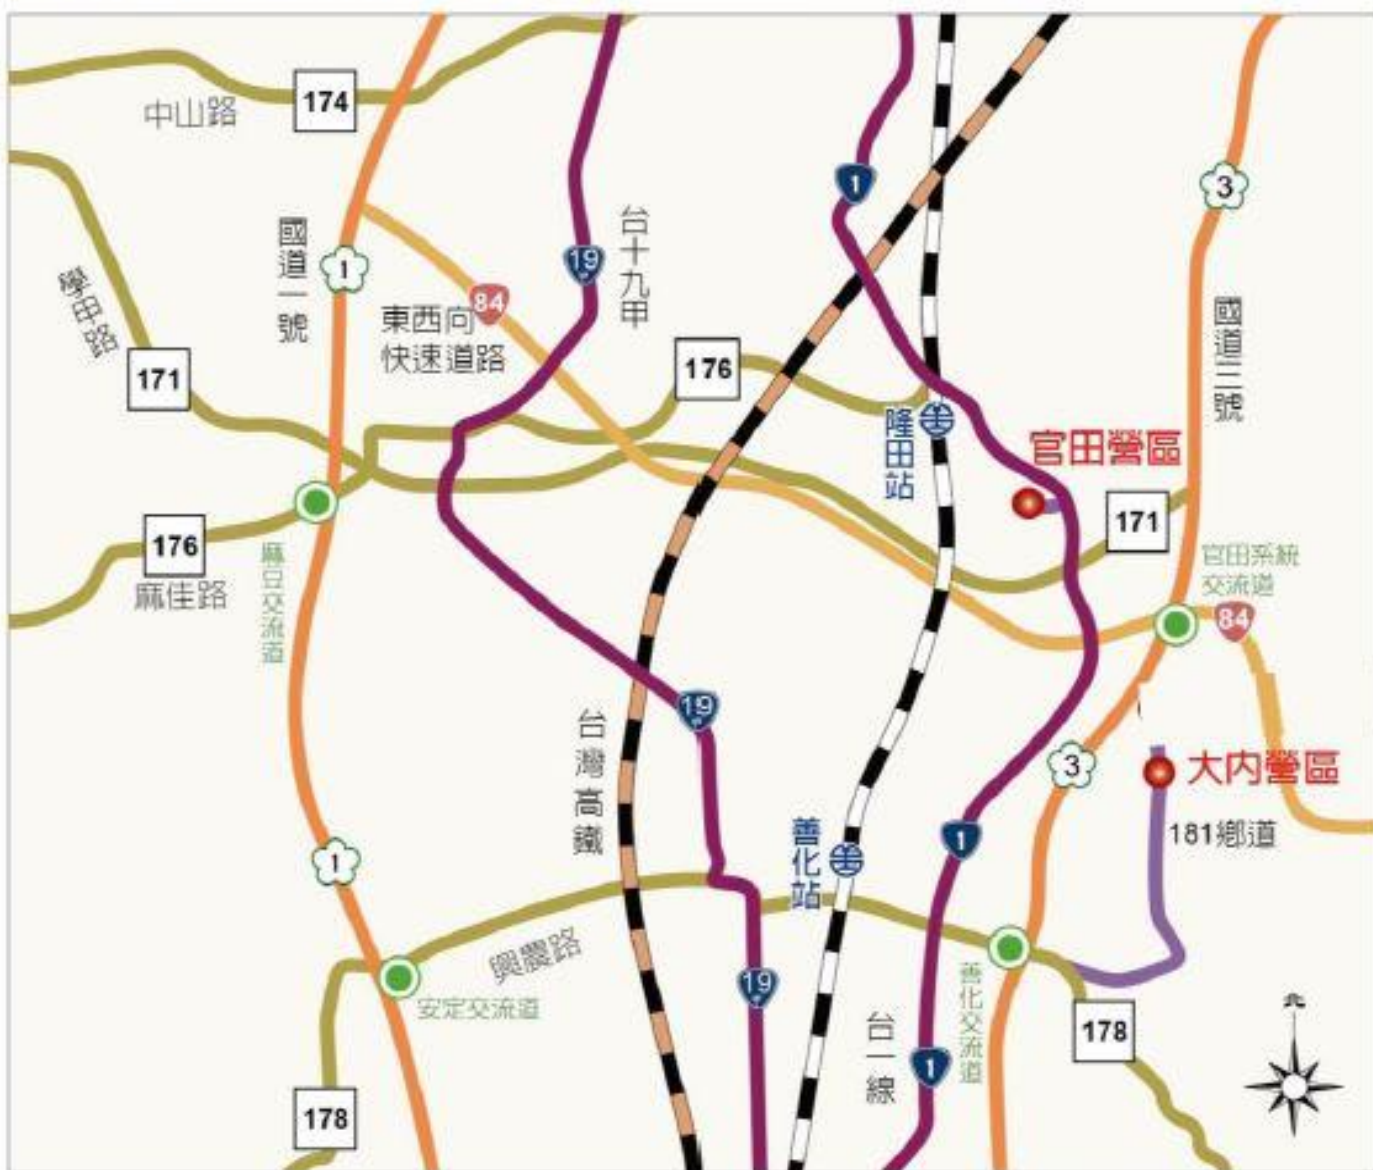 174
中山路
1
3
國道一號
19
甲
台十九甲
學甲路
84
東西向
快速道路
國道三號
1
171
176
隆田站
官田營區
171
176
麻佳路
麻豆交流道
官田系統
交流道
84
19
甲
台灣高鐵
3
大内營區
181鄉道
1
善化站
1
興農路
安定交流道
19
甲
善化交流道
台一線
北
178
1
178